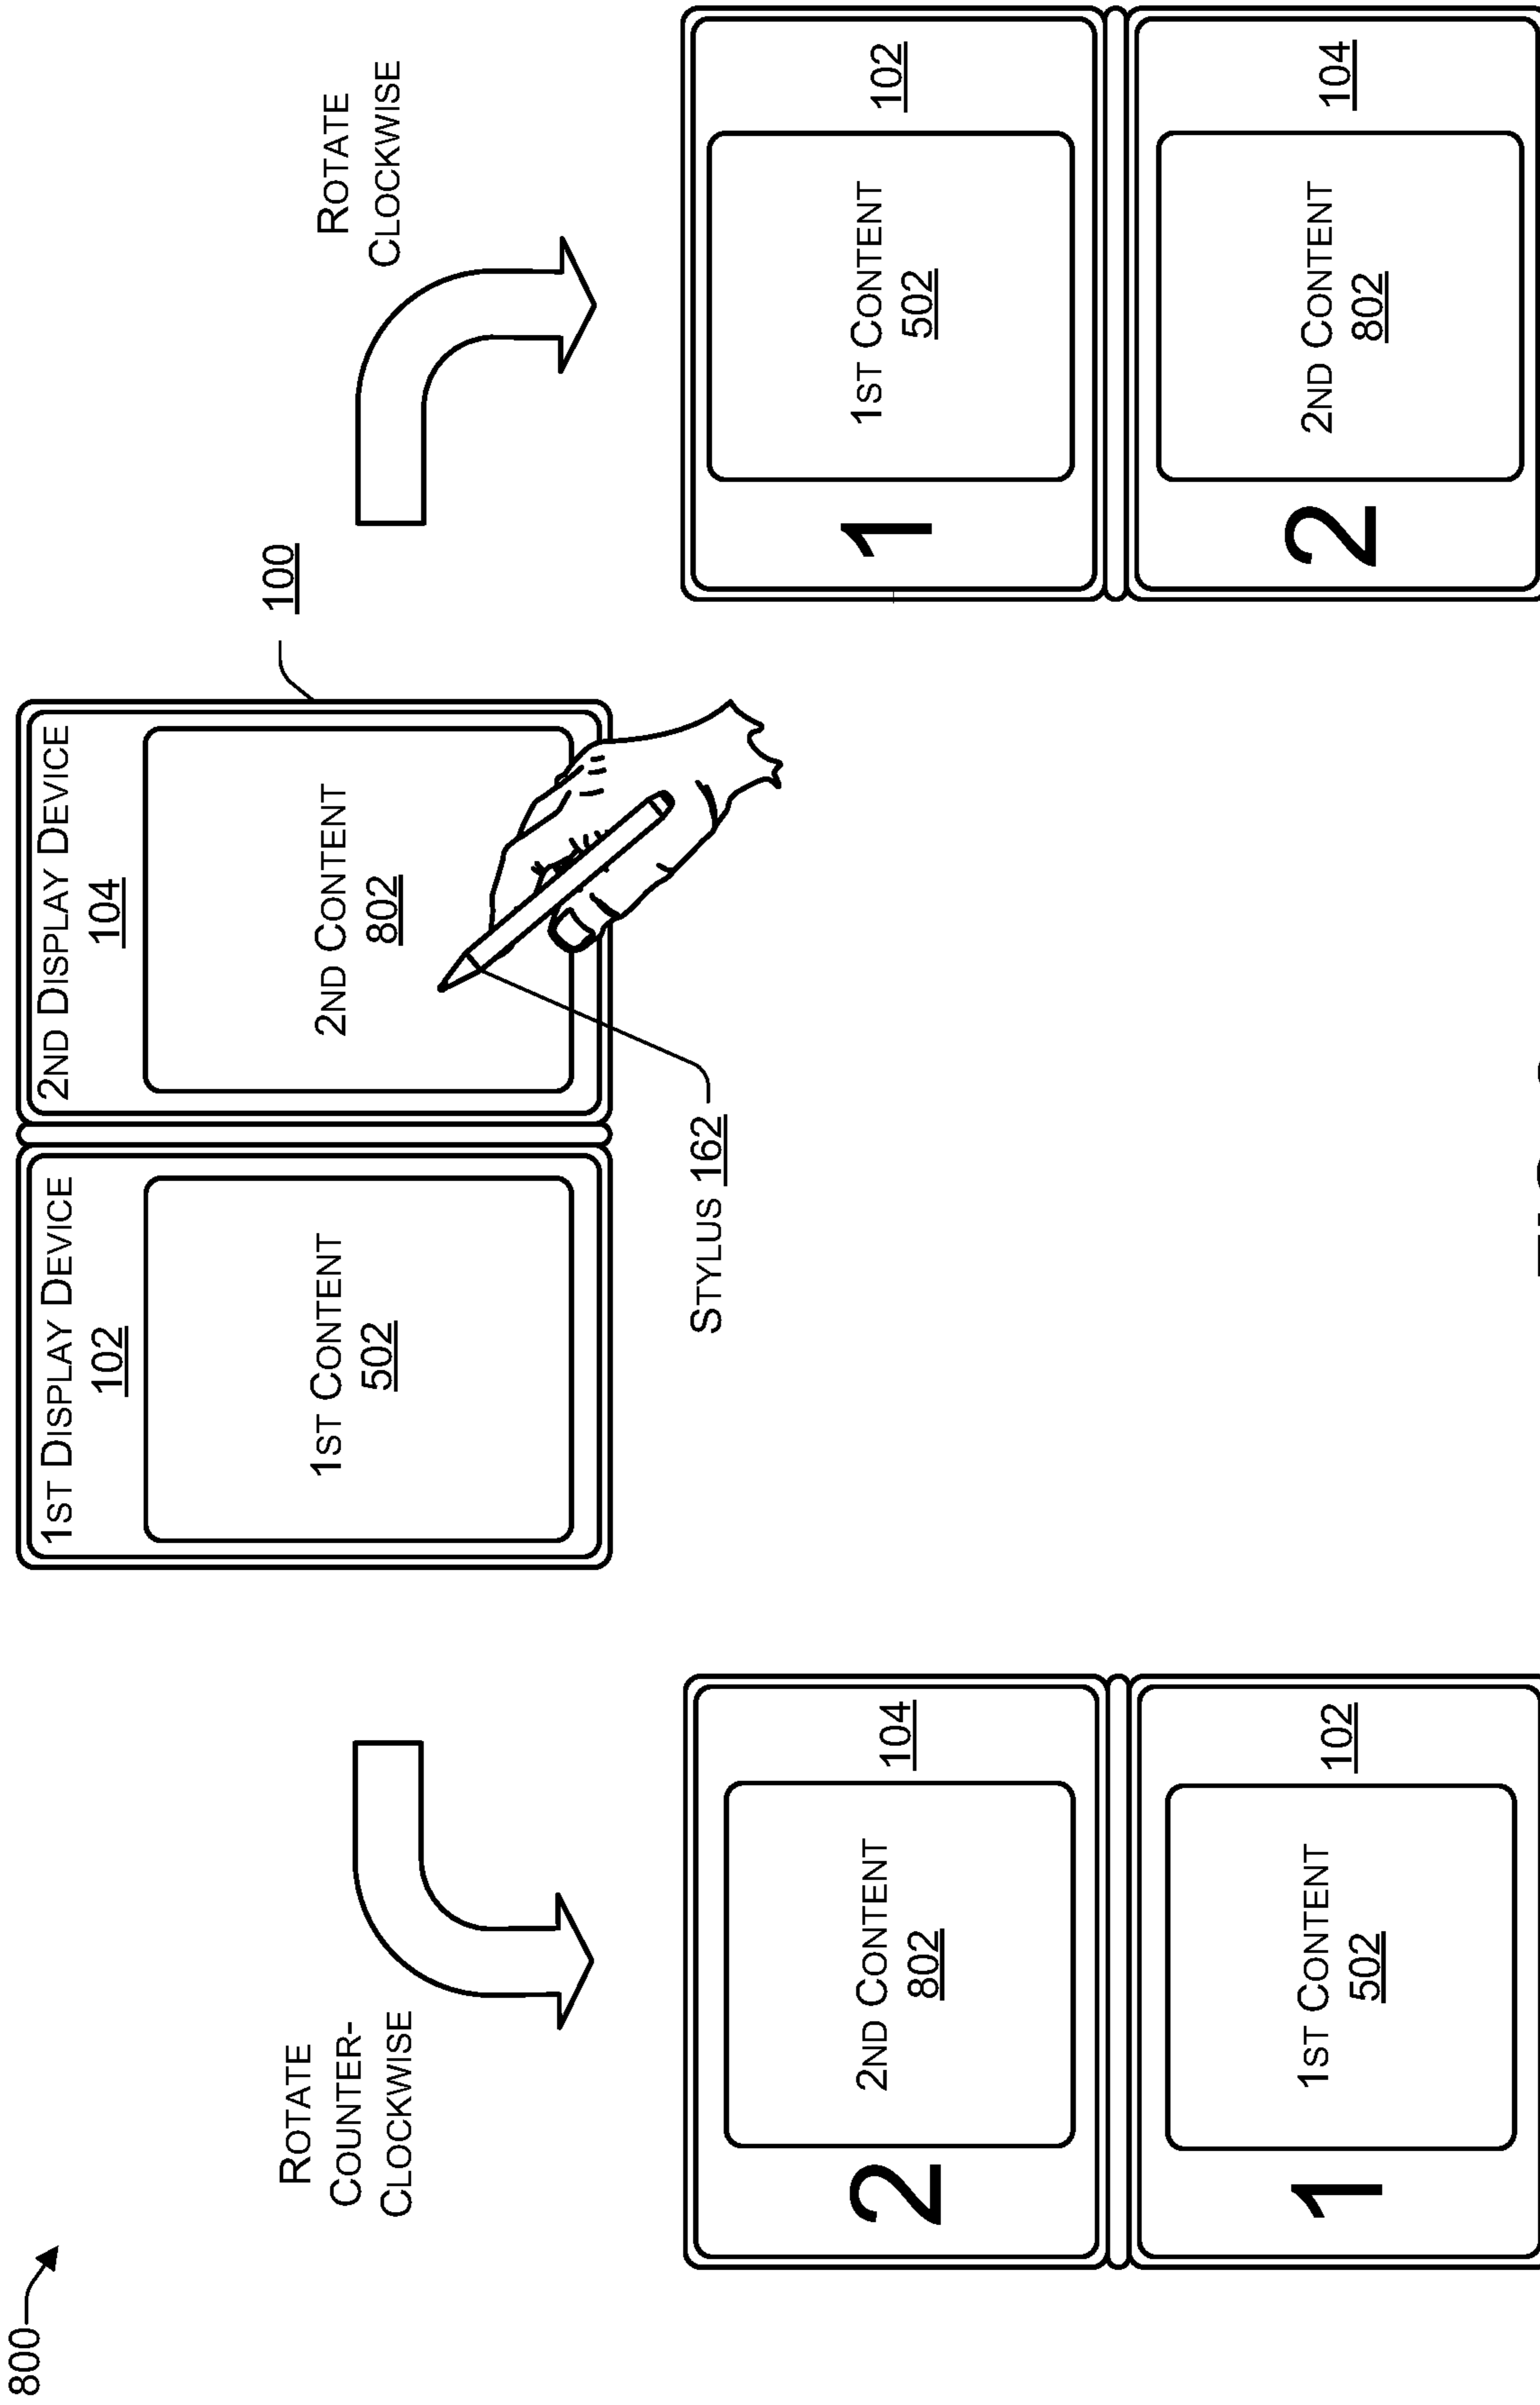 800
ROTATE
COUNTER-
CLOCKWISE
1ST DISPLAY DEVICE
102
1ST CONTENT
502
2ND DISPLAY DEVICE
104
2ND CONTENT
802
100
ROTATE
CLOCKWISE
STYLUS 162
2
2ND CONTENT
802
104
1
1ST CONTENT
502
102
1
1ST CONTENT
502
102
2
2ND CONTENT
802
104